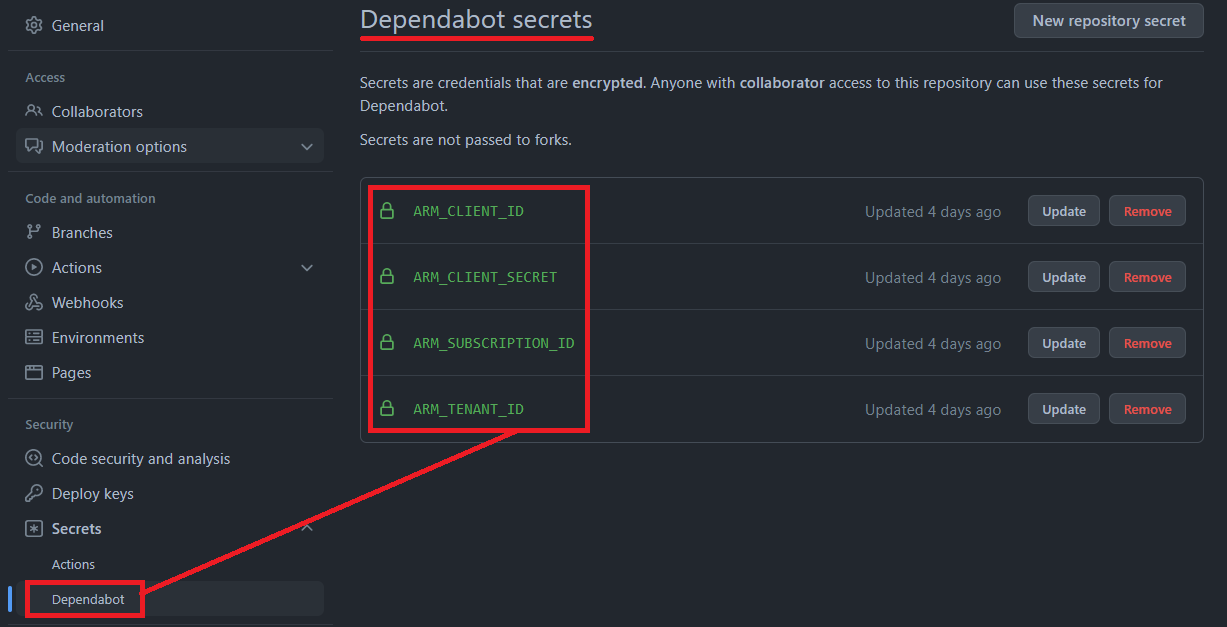 General
Access
Collaborators
Moderation options
Code and automation
Branches
Actions
Webhooks
Environments
Pages
Security
Code security and analysis
Deploy keys
Secrets
Actions
Dependabot
Dependabot secrets
New repository secret
Secrets are credentials that are encrypted. Anyone with collaborator access to this repository can use these secrets for
Dependabot.
Secrets are not passed to forks.
ARM_CLIENT_ID Updated 4 days ago Update Remove
ARM_CLIENT_SECRET Updated 4 days ago Update Remove
ARM_SUBSCRIPTION_ID Updated 4 days ago Update Remove
ARM_TENANT_ID Updated 4 days ago Update Remove